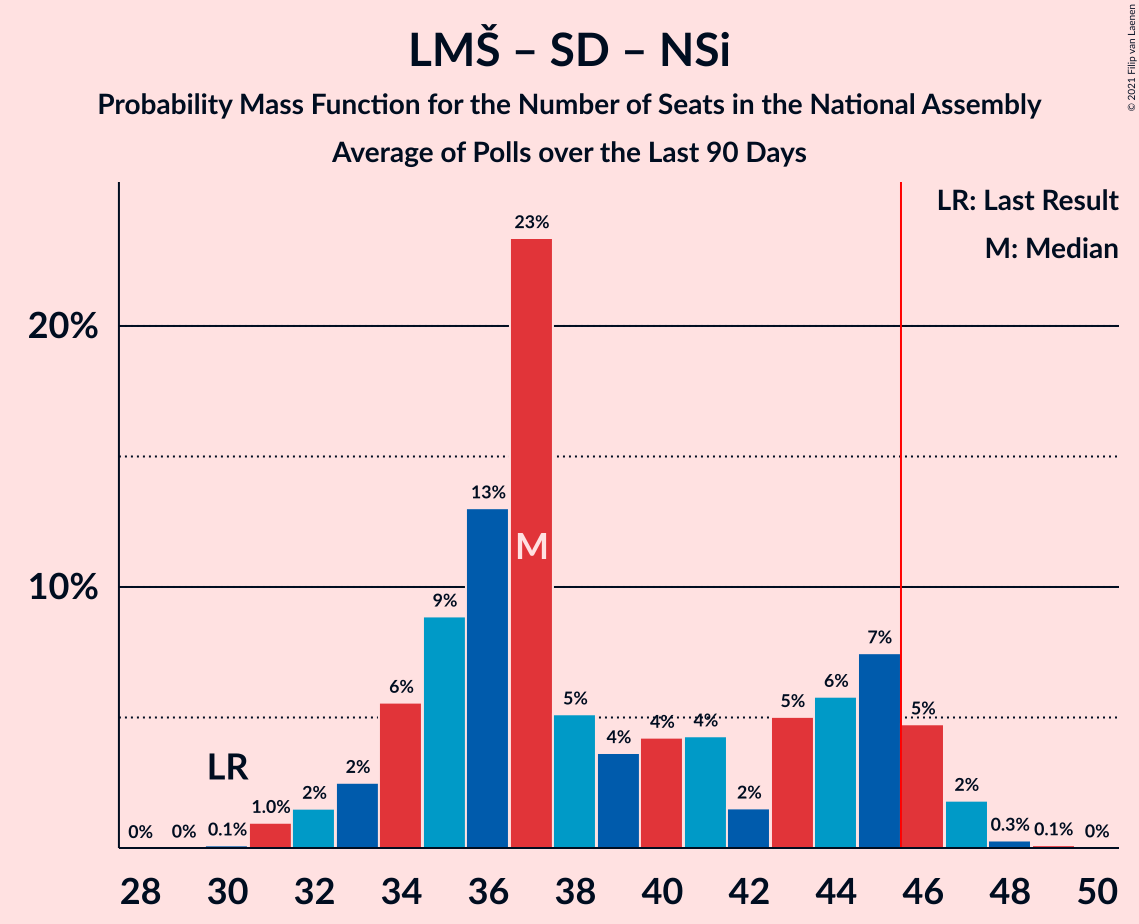 LMŠ – SD – NSi
Probability Mass Function for the Number of Seats in the National Assembly
Average of Polls over the Last 90 Days
© 2021 Filip van Laenen
LR: Last Result
M: Median
20%
10%
0% 0% 0.1% 1.0% 2% 2% 6% 9% 13% 23% 5% 4% 4% 4% 2% 5% 6% 7% 5% 2% 0.3% 0.1% 0%
LR
M
28 30 32 34 36 38 40 42 44 46 48 50